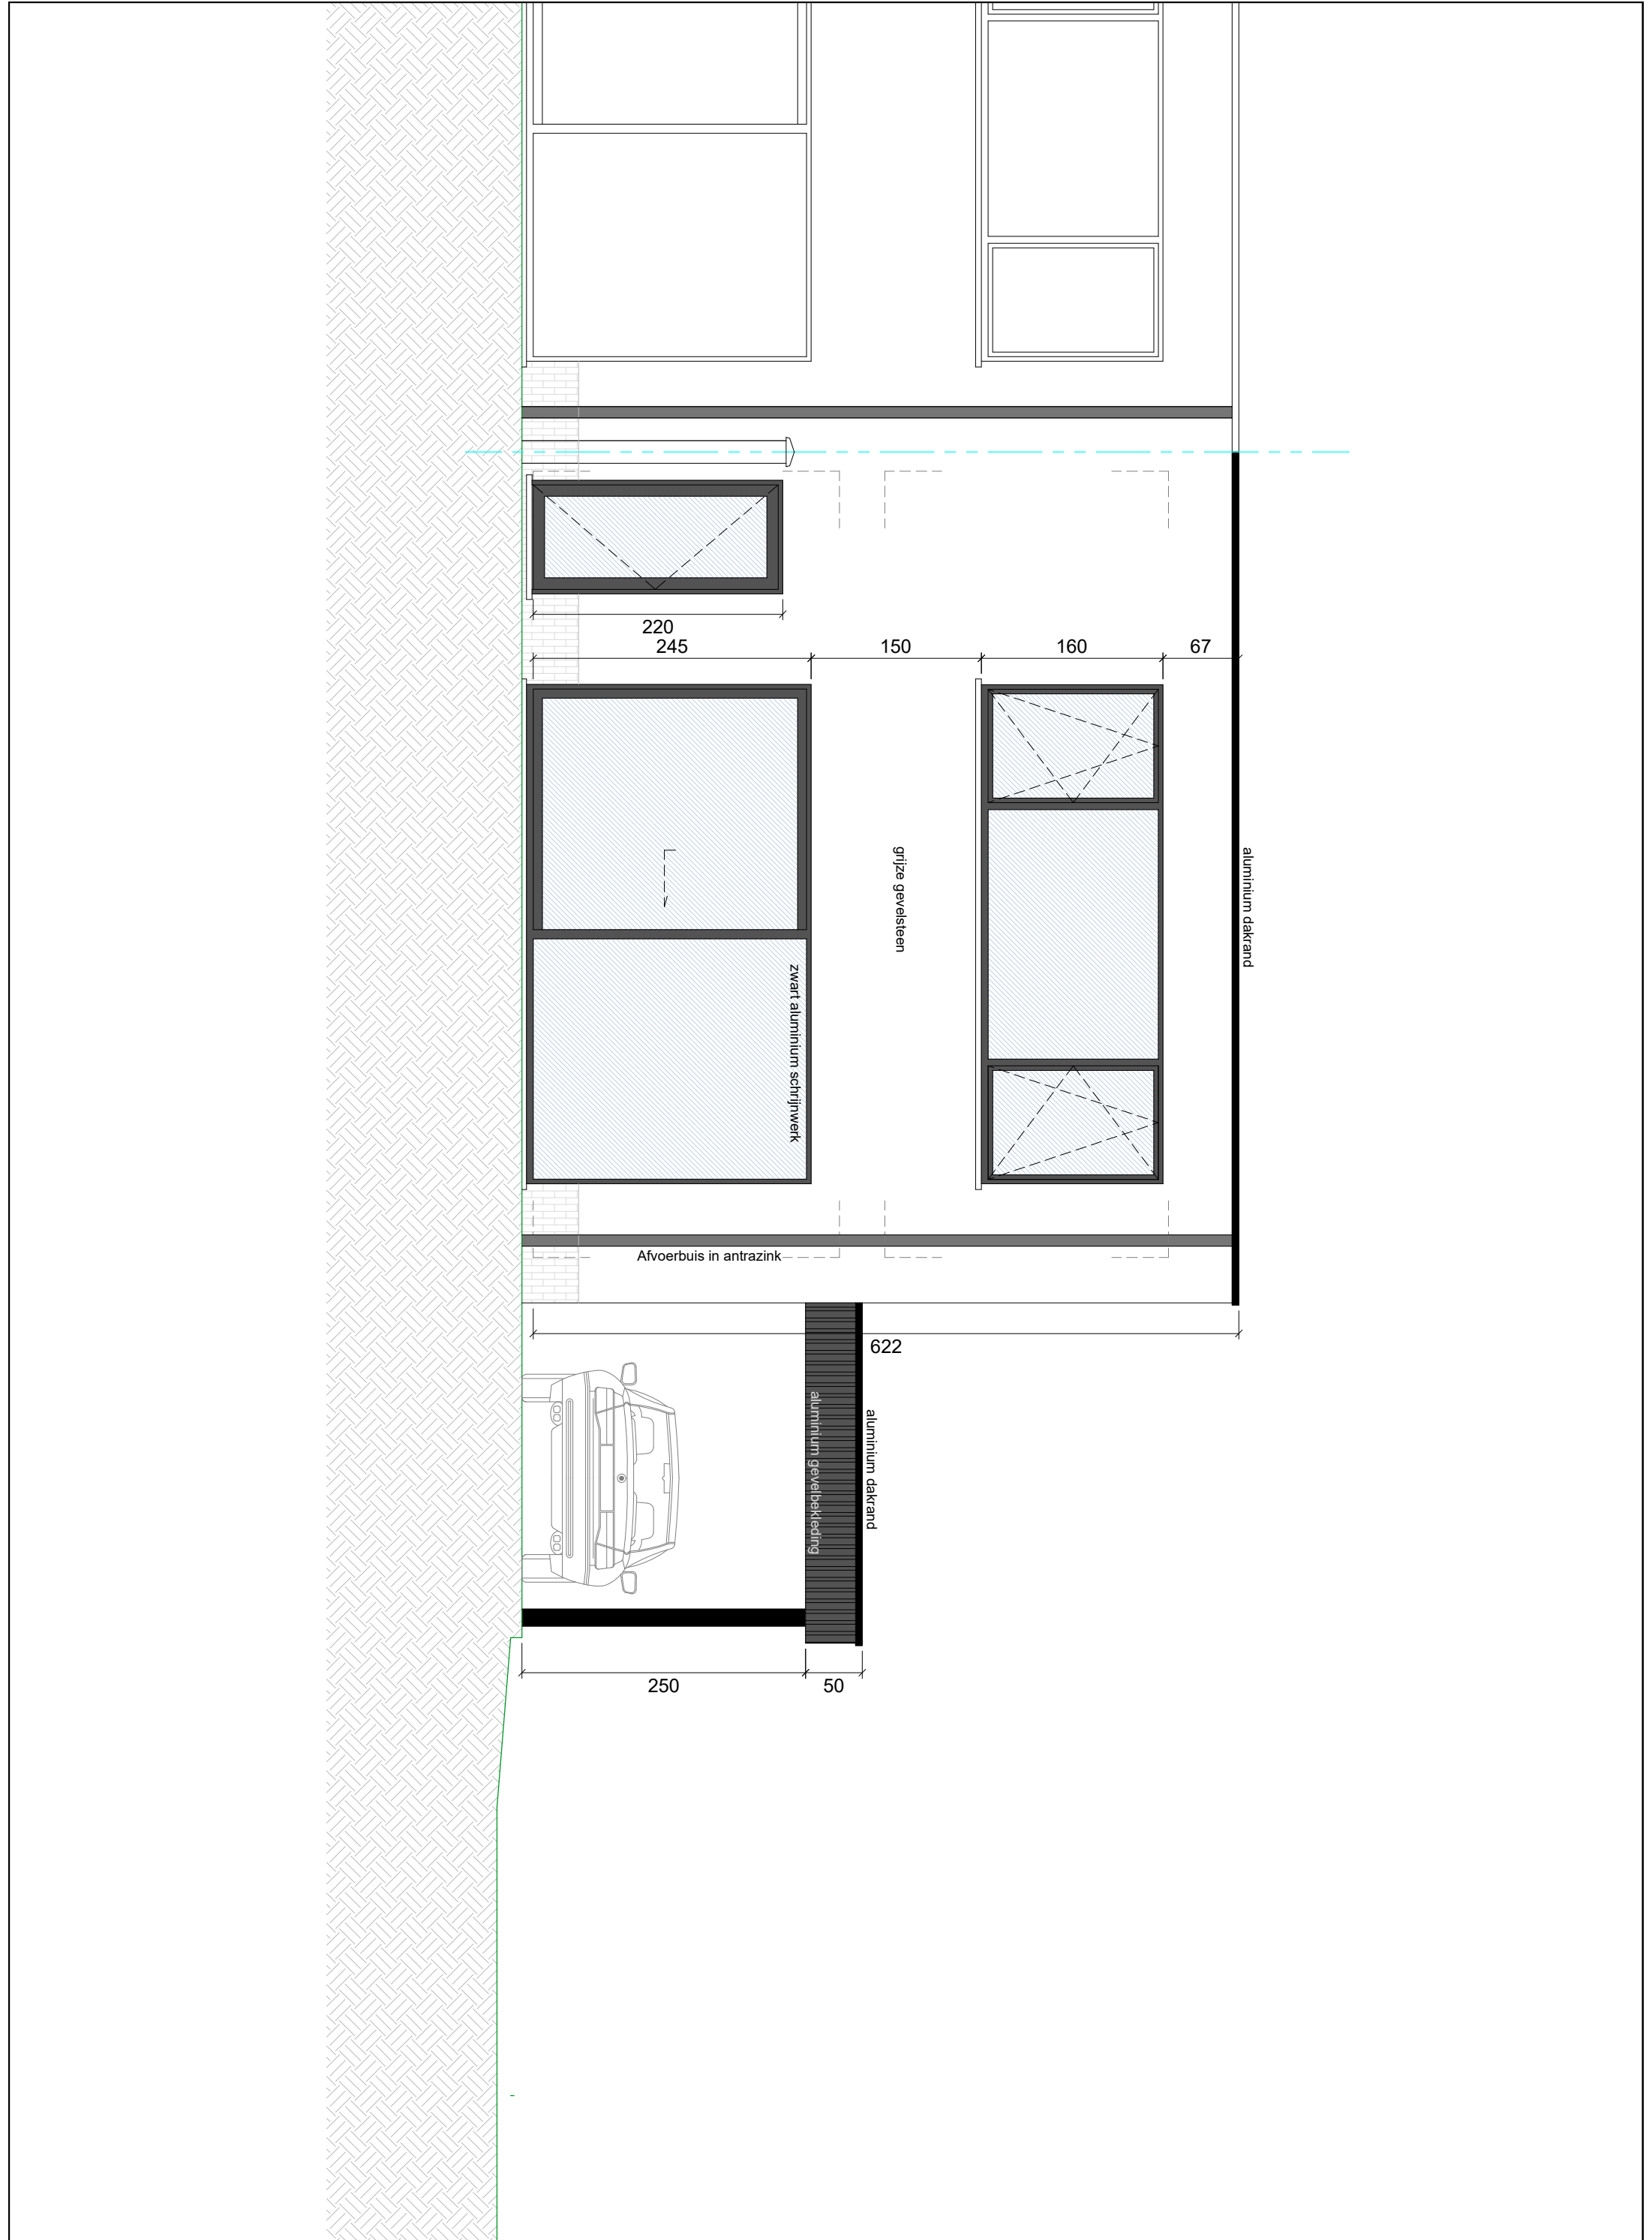 220
245
150
160
67
grijze gevelsteen
aluminium dakrand
zwart aluminium schrijnwerk
Afvoerbuis in antrazink
622
aluminium gevelbekleding
aluminium dakrand
250
50